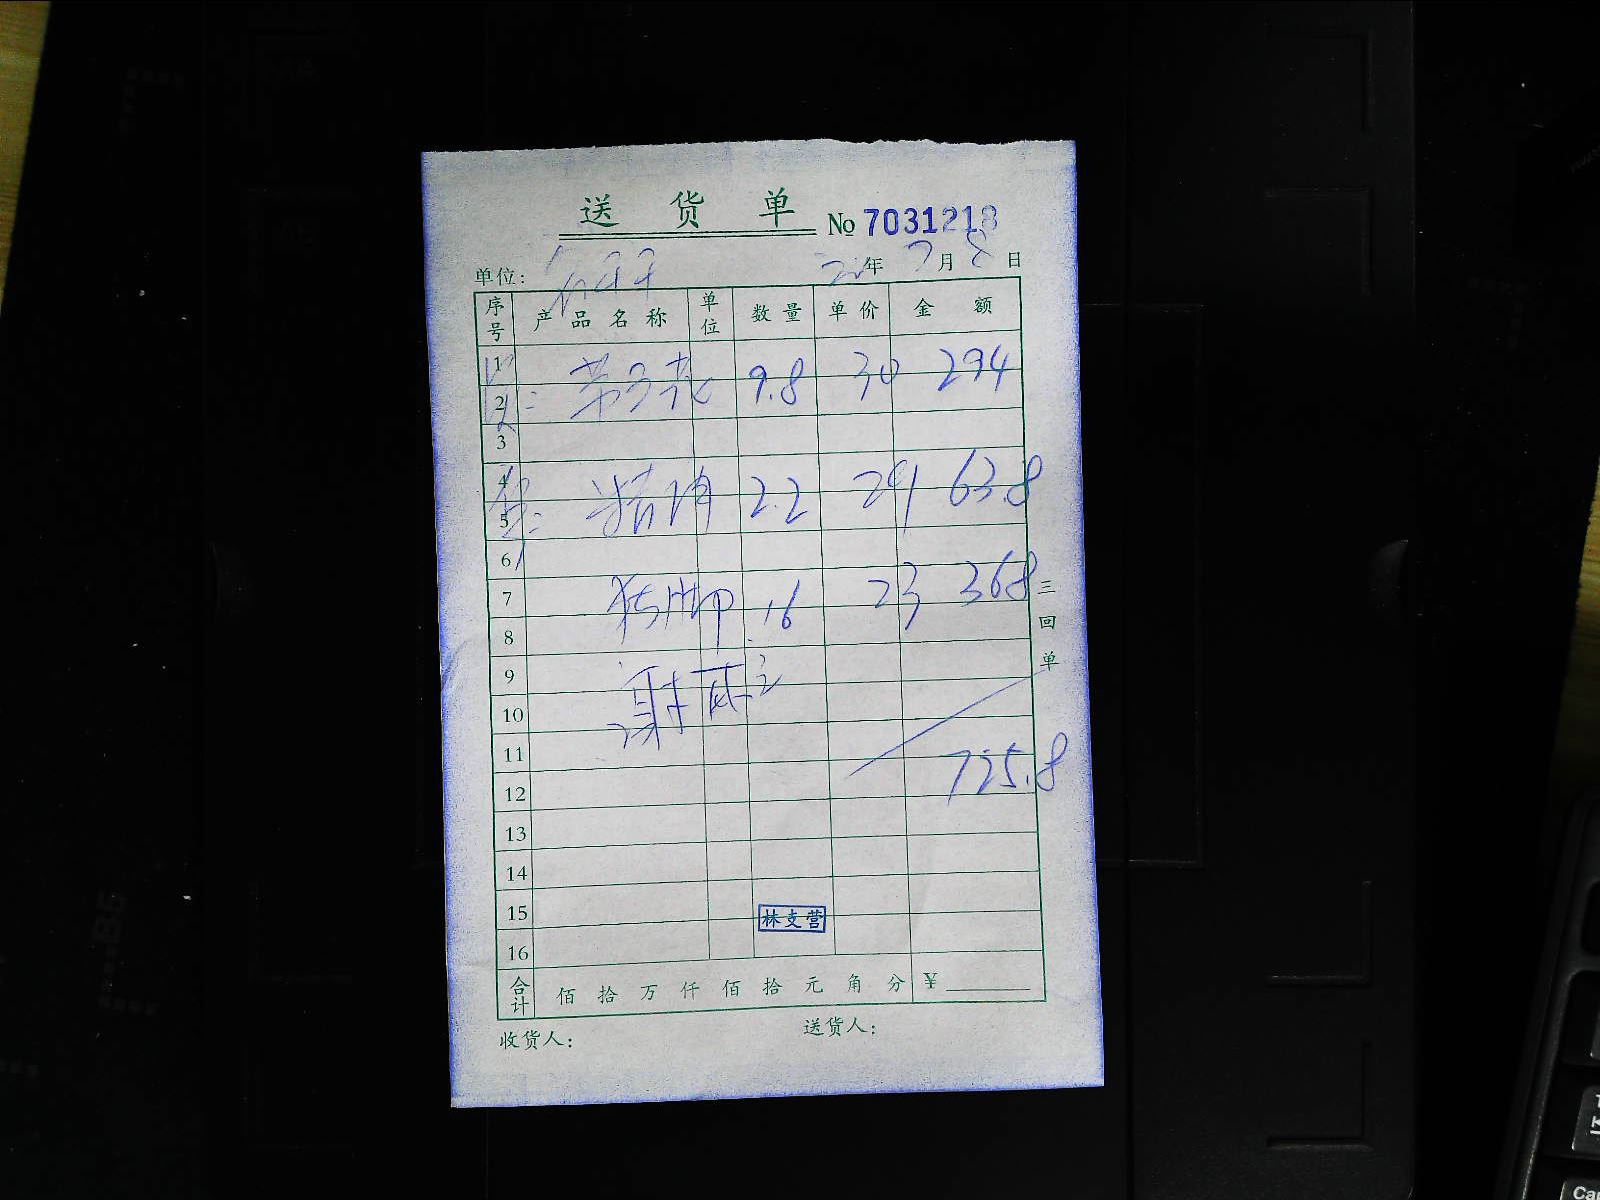 送货单 No 7031218
单位: 年 7月 8日
序号 产品名称 单位 数量 单价 金额
1
2 9.8 30 294
3
4
5 精肉 2.2 29 63.8
6
7 猪脚 16 23 368
8
三回单
9
10
11
12 725.8
13
14
15 林支营
16
合计 佰拾万仟佰拾元角分 ¥
收货人: 送货人: